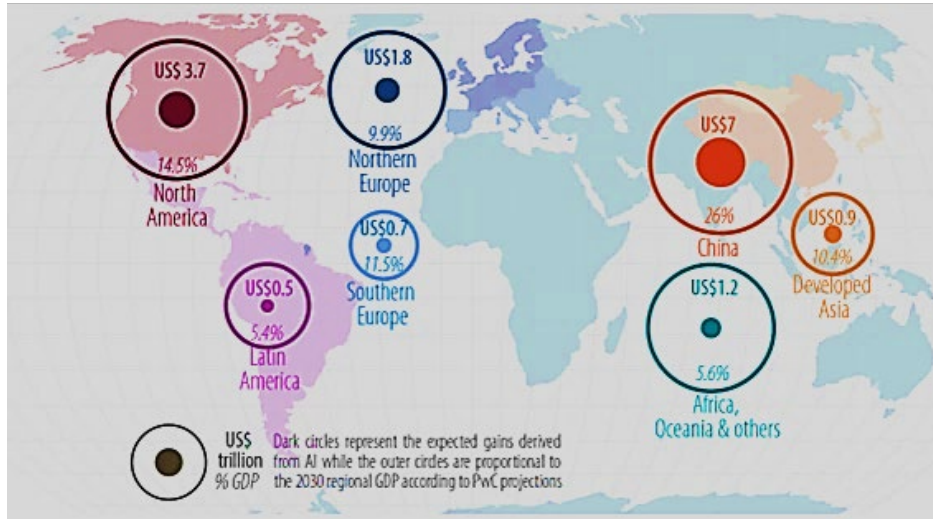 US$ 3.7
14.5%
North
America
US$1.8
9.9%
Northern
Europe
US$7
26%
China
US$0.9
10.4%
Developed
Asia
US$0.7
11.5%
Southern
Europe
US$0.5
5.4%
Latin
America
US$1.2
5.6%
Africa,
Oceania & others
US$
trillion
% GDP
Dark circles represent the expected gains derived
from AI while the outer circles are proportional to
the 2030 regional GDP according to PwC projections